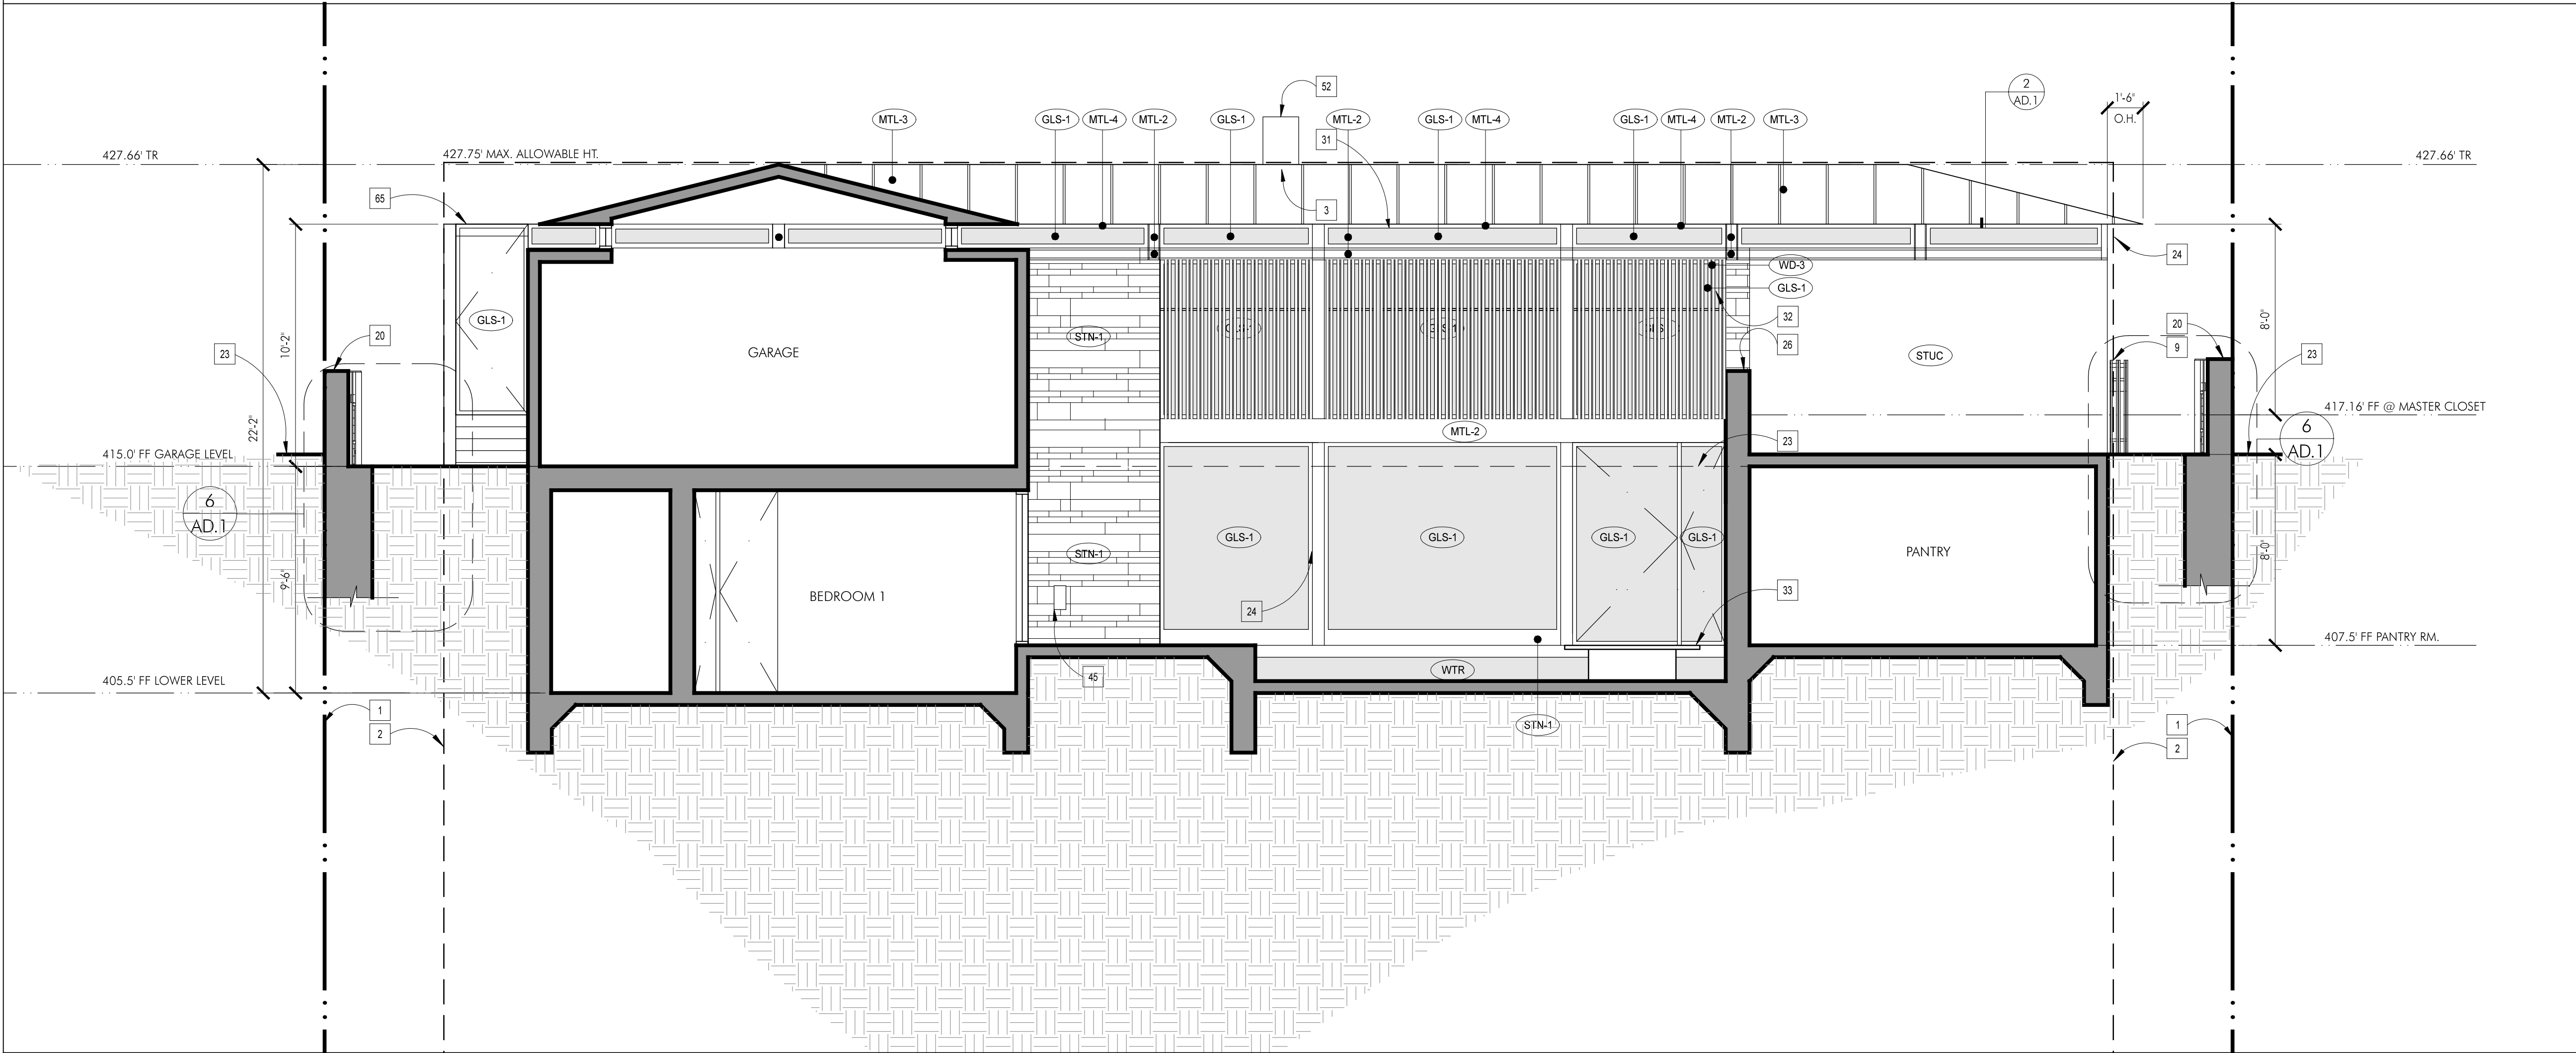 52
2
AD.1
1'-6"
O.H.
MTL-3
GLS-1
MTL-4
MTL-2
GLS-1
MTL-2
GLS-1
MTL-4
GLS-1
MTL-4
MTL-2
MTL-3
31
427.66' TR
427.75' MAX. ALLOWABLE HT.
427.66' TR
65
3
24
WD-3
GLS-1
GLS-1
32
10'-2"
8'-0"
23
20
GARAGE
STN-1
GLS-1
GLS-1
GLS
26
STUC
20
9
23
417.16' FF @ MASTER CLOSET
22'-2"
MTL-2
23
6
AD.1
415.0' FF GARAGE LEVEL
6
AD.1
GLS-1
GLS-1
GLS-1
GLS-1
STN-1
PANTRY
8'-0"
9'-6"
BEDROOM 1
24
33
407.5' FF PANTRY RM.
WTR
45
405.5' FF LOWER LEVEL
1
2
STN-1
1
2